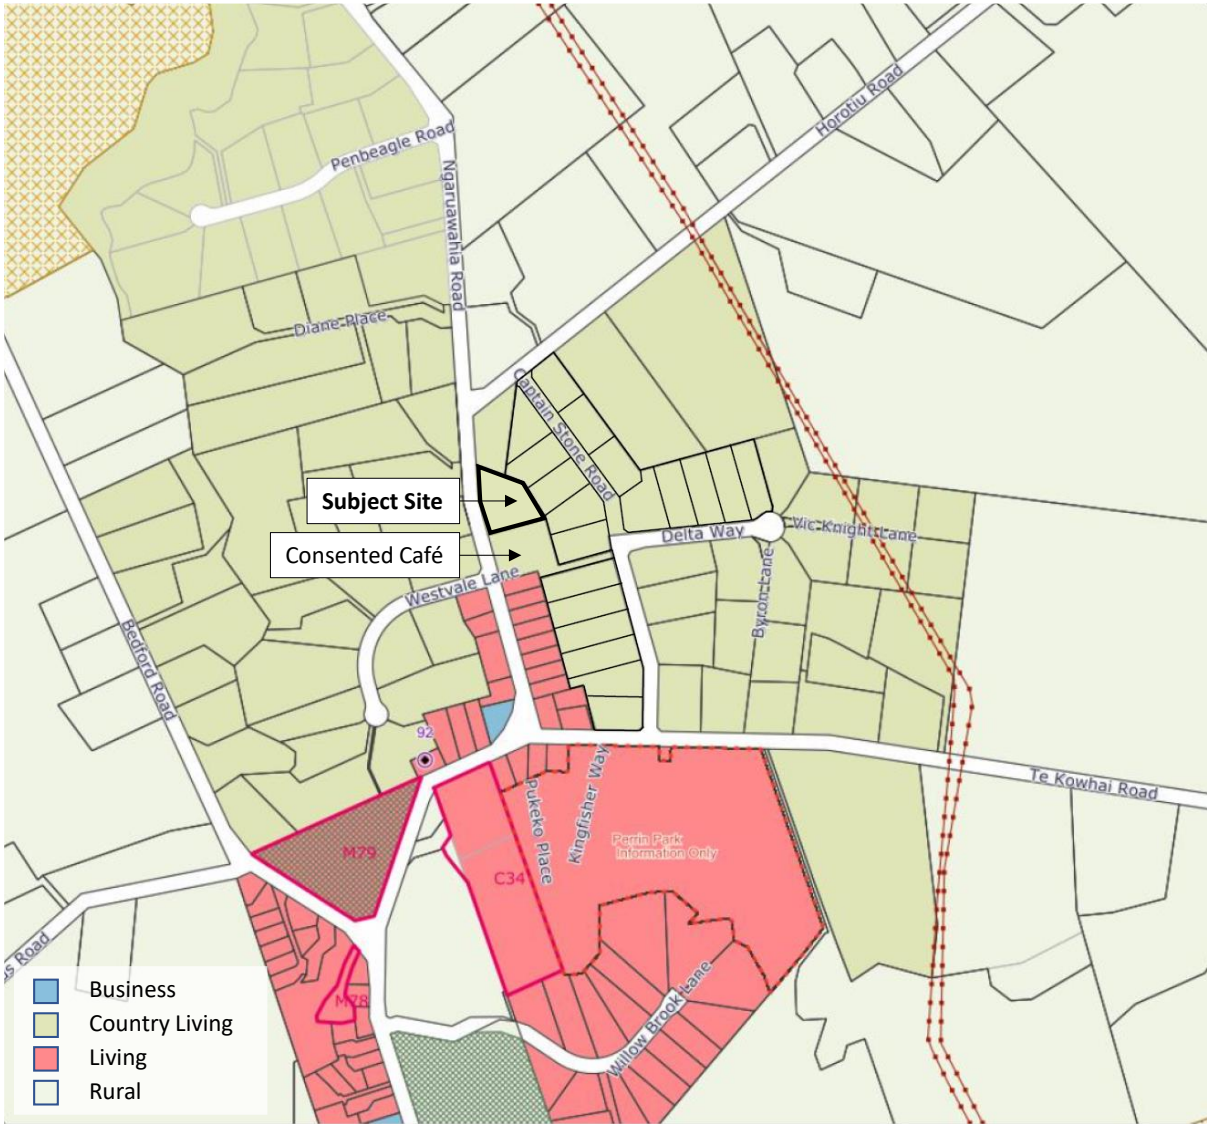 Penbeagle Road
Horotiu Road
Ngaruawahia Road
Diane Place
Captain Stone Road
Subject Site
Consented Café
Delta Way
Vic Knight Lane
Westvale Lane
Byron Lane
Bedford Road
92
Te Kowhai Road
Pukeko Place
Kingfisher Way
Perrin Park
Information Only
M79
C34
M78
Road
Willow Brook Lane
Business
Country Living
Living
Rural